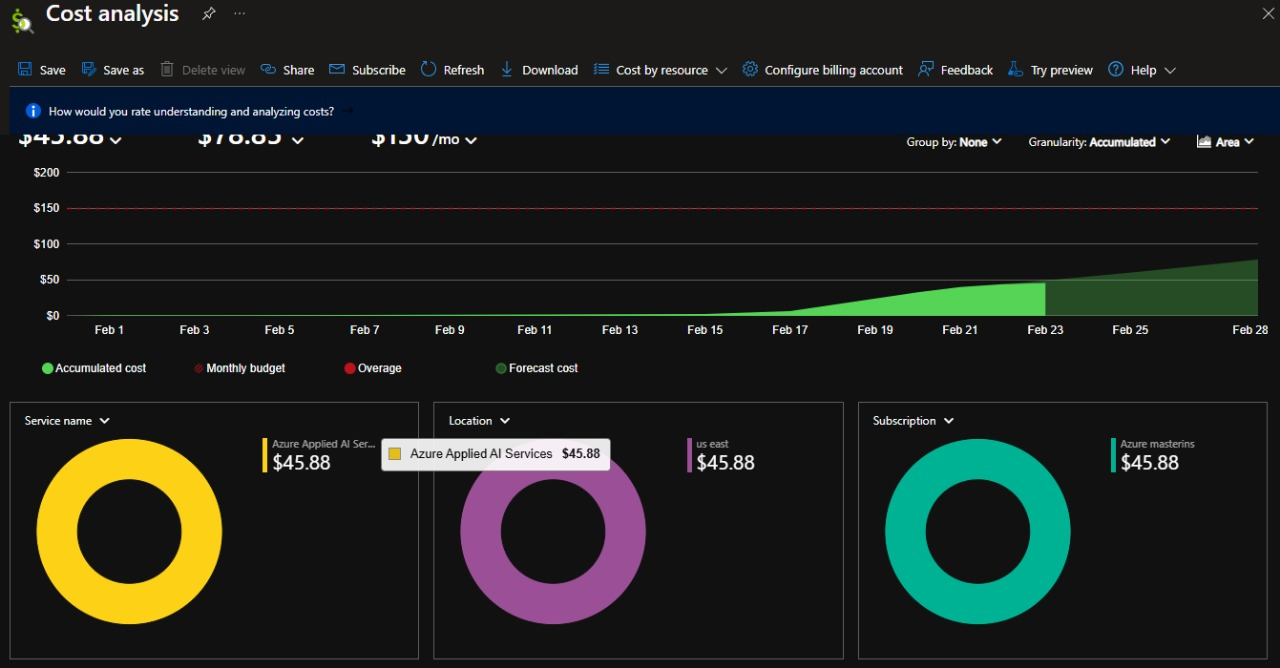 Cost analysis
Save Save as Delete view Share Subscribe Refresh Download Cost by resource Configure billing account Feedback Try preview Help
How would you rate understanding and analyzing costs? →
$45.88 $78.85 $150 /mo Group by: None Granularity: Accumulated Area
$200
$150
$100
$50
$0
Feb 1 Feb 3 Feb 5 Feb 7 Feb 9 Feb 11 Feb 13 Feb 15 Feb 17 Feb 19 Feb 21 Feb 23 Feb 25 Feb 28
Accumulated cost Monthly budget Overage Forecast cost
Service name Location Subscription
Azure Applied AI Ser... us east Azure masterins
Azure Applied AI Services $45.88
$45.88 $45.88 $45.88